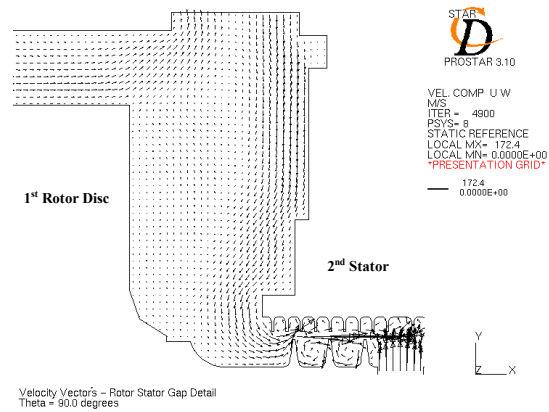 STAR
CD
PROSTAR 3.10
VEL. COMP U W
M/S
ITER = 4900
PSYS= 8
STATIC REFERENCE
LOCAL MX= 172.4
LOCAL MN= 0.0000E+00
*PRESENTATION GRID*
172.4
0.0000E+00
1st Rotor Disc
2nd Stator
Y
Z X
Velocity Vectors - Rotor Stator Gap Detail
Theta = 90.0 degrees